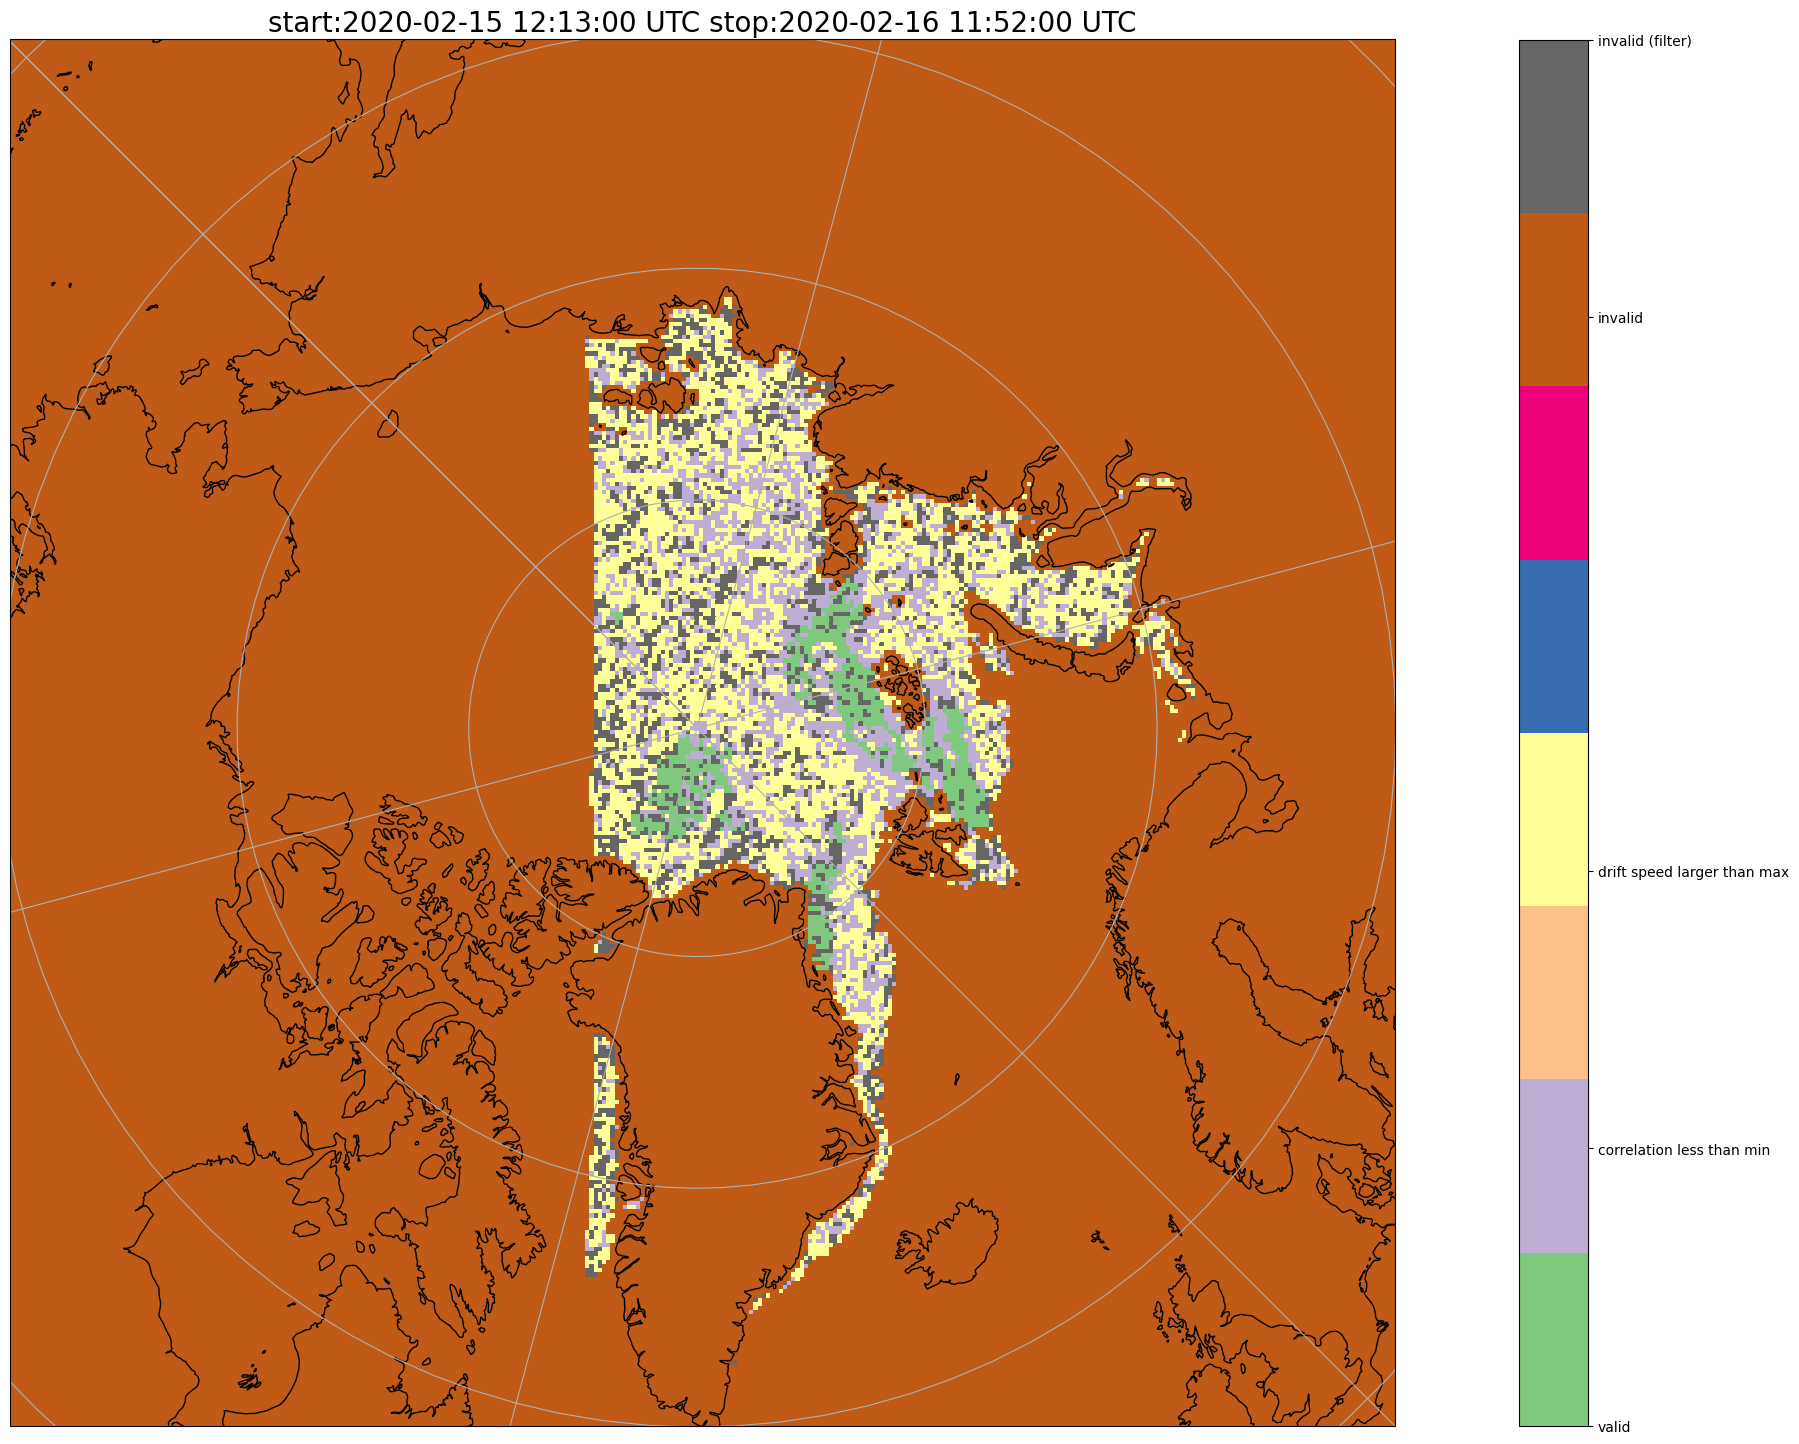 start:2020-02-15 12:13:00 UTC stop:2020-02-16 11:52:00 UTC
invalid (filter)
invalid
drift speed larger than max
correlation less than min
valid